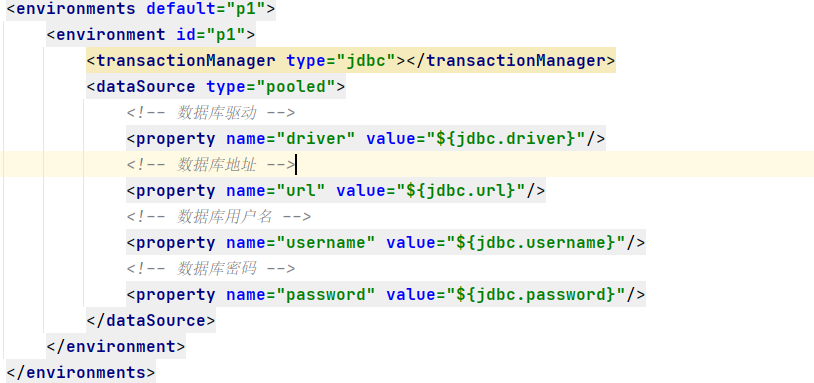 <environments default="p1">
<environment id="p1">
<transactionManager type="jdbc"></transactionManager>
<dataSource type="pooled">
<!-- 数据库驱动 -->
<property name="driver" value="${jdbc.driver}"/>
<!-- 数据库地址 -->
<property name="url" value="${jdbc.url}"/>
<!-- 数据库用户名 -->
<property name="username" value="${jdbc.username}"/>
<!-- 数据库密码 -->
<property name="password" value="${jdbc.password}"/>
</dataSource>
</environment>
</environments>